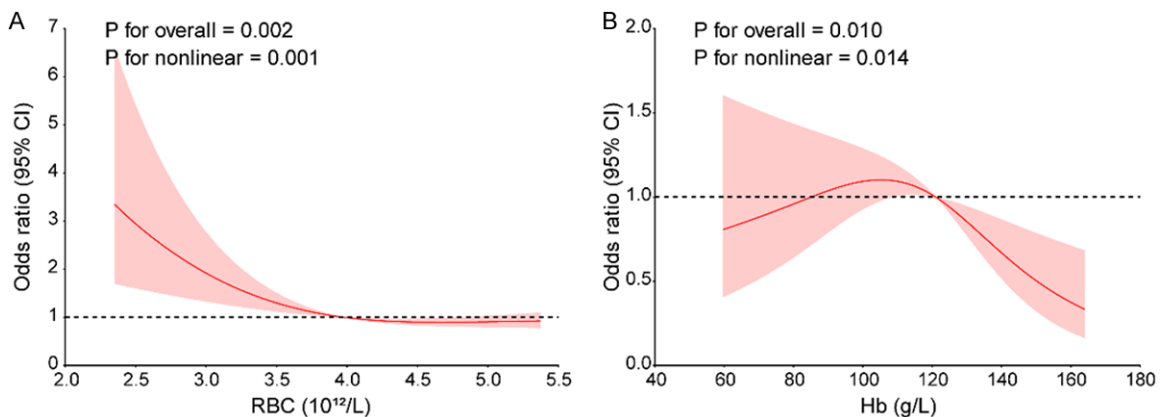 A
P for overall = 0.002
P for nonlinear = 0.001
Odds ratio (95% CI)
7
6
5
4
3
2
1
0
2.0 2.5 3.0 3.5 4.0 4.5 5.0 5.5
RBC (10¹²/L)
B
P for overall = 0.010
P for nonlinear = 0.014
Odds ratio (95% CI)
2.0
1.5
1.0
0.5
0.0
40 60 80 100 120 140 160 180
Hb (g/L)